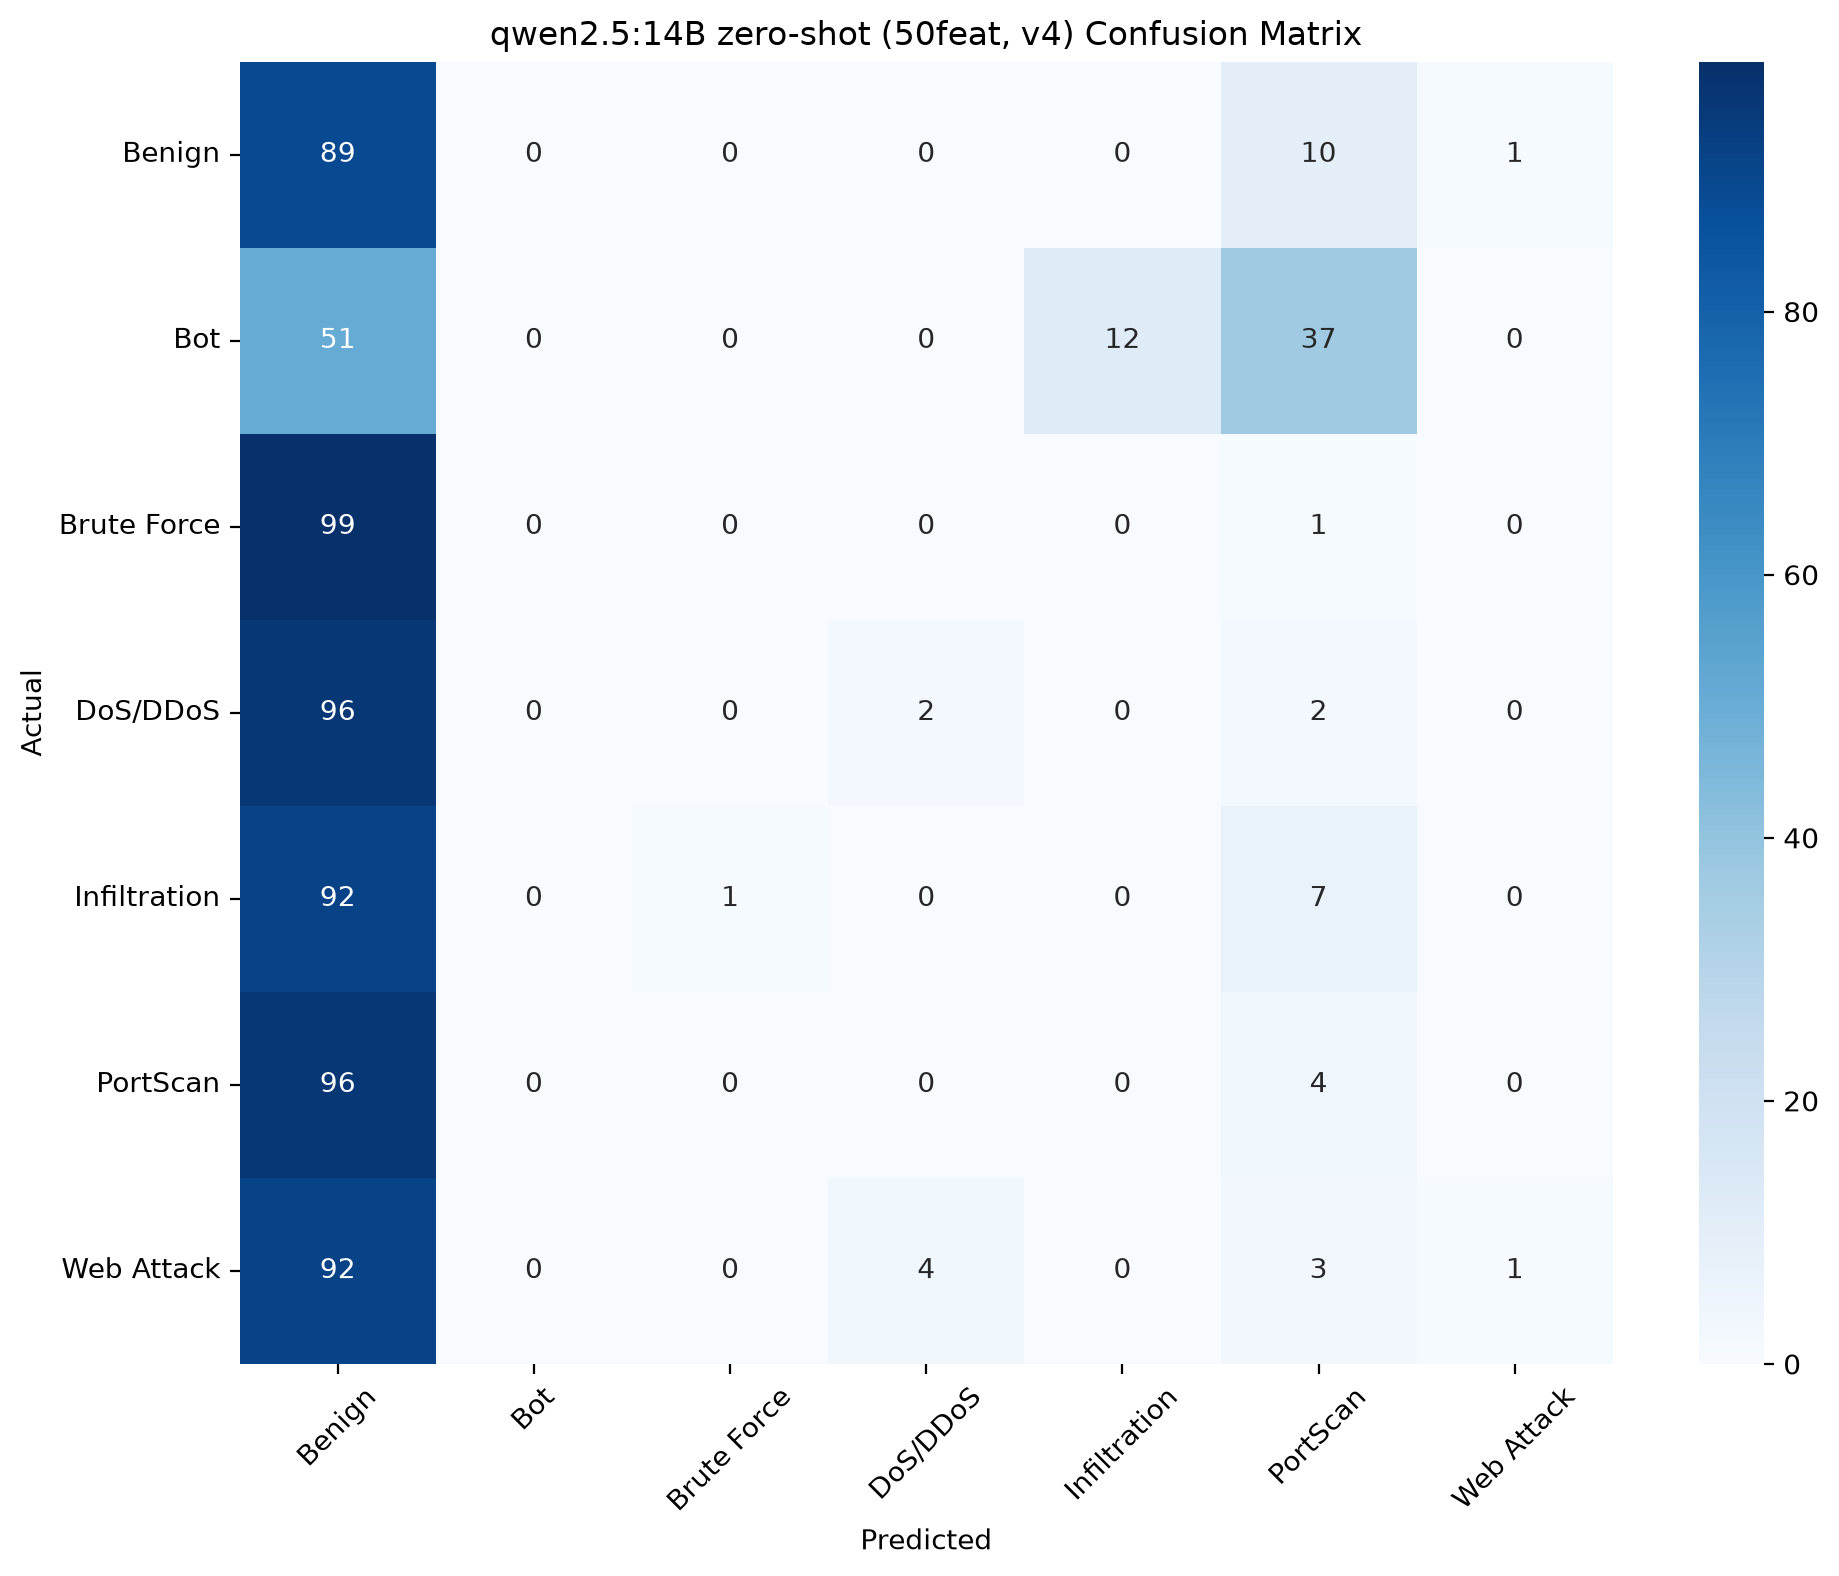 qwen2.5:14B zero-shot (50feat, v4) Confusion Matrix
Actual
Benign 89 0 0 0 0 10 1
Bot 51 0 0 0 12 37 0
Brute Force 99 0 0 0 0 1 0
DoS/DDoS 96 0 0 2 0 2 0
Infiltration 92 0 1 0 0 7 0
PortScan 96 0 0 0 0 4 0
Web Attack 92 0 0 4 0 3 1
Benign Bot Brute Force DoS/DDoS Infiltration PortScan Web Attack
Predicted
80
60
40
20
0